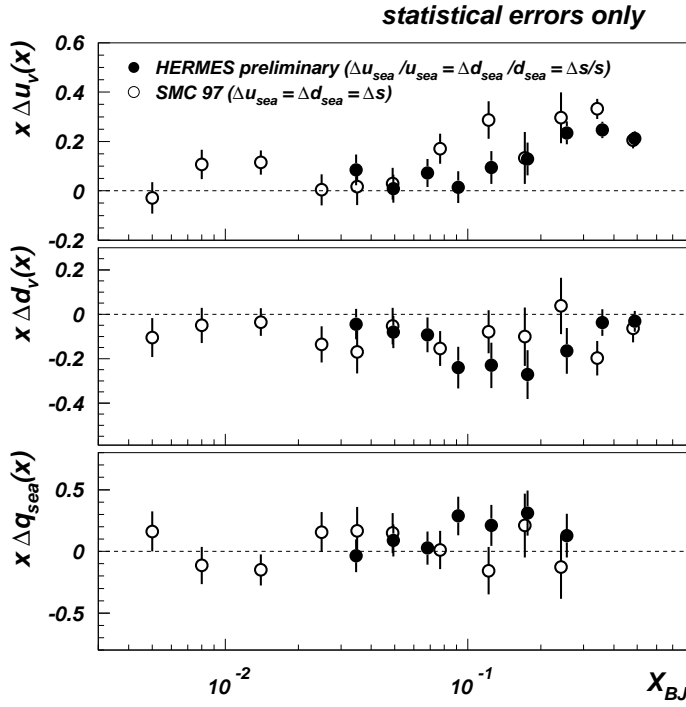 statistical errors only
x Δu_v(x)
0.6
0.4
0.2
0
-0.2
HERMES preliminary (Δu_sea/u_sea = Δd_sea/d_sea = Δs/s)
SMC 97 (Δu_sea = Δd_sea = Δs)
x Δd_v(x)
0.2
0
-0.2
-0.4
x Δq_sea(x)
0.5
0
-0.5
10^-2 10^-1 X_BJ